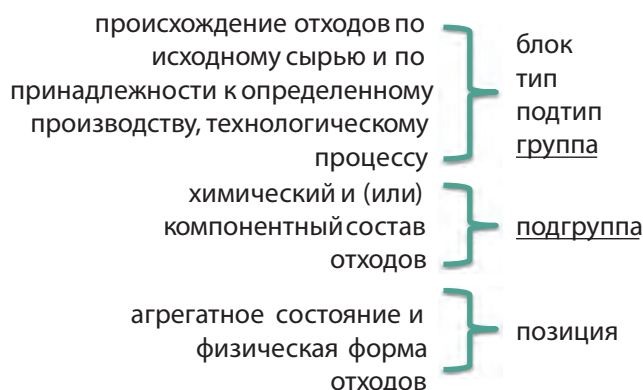 происхождение отходов по
исходному сырью и по
принадлежности к определенному
производству, технологическому
процессу
блок
тип
подтип
группа
химический и (или)
компонентный состав
отходов
подгруппа
агрегатное состояние и
физическая форма
отходов
позиция